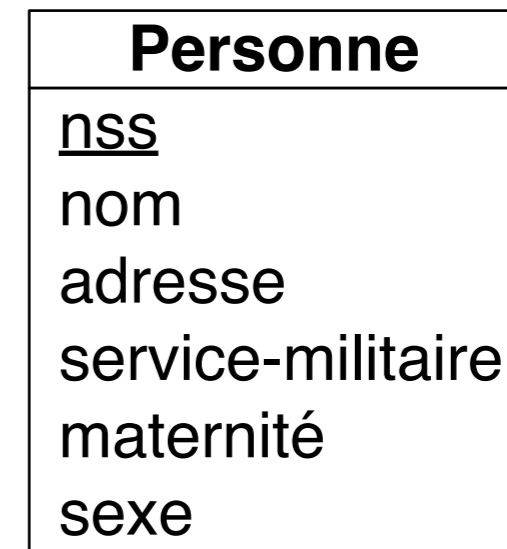 Personne
nss
nom
adresse
service-militaire
maternité
sexe